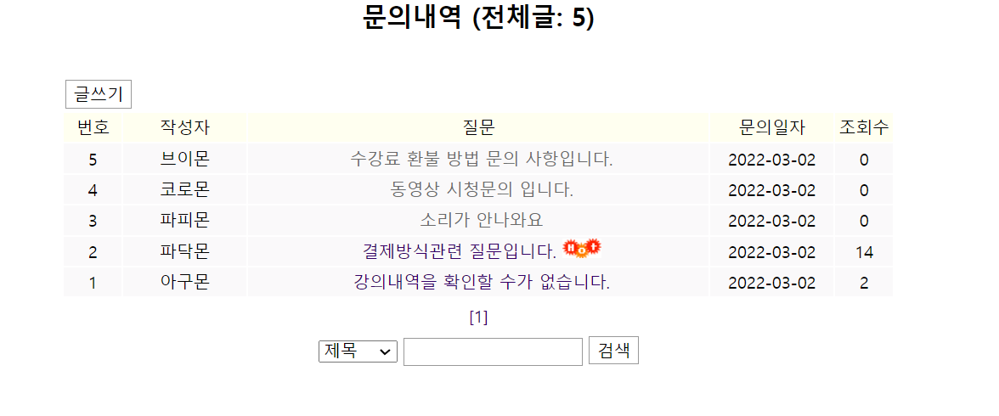 문의내역 (전체글: 5)
글쓰기
번호 작성자 질문 문의일자 조회수
5 브이몬 수강료 환불 방법 문의 사항입니다. 2022-03-02 0
4 코로몬 동영상 시청문의 입니다. 2022-03-02 0
3 파피몬 소리가 안나와요 2022-03-02 0
2 파닥몬 결제방식관련 질문입니다. Hot 2022-03-02 14
1 아구몬 강의내역을 확인할 수가 없습니다. 2022-03-02 2
[1]
제목 검색